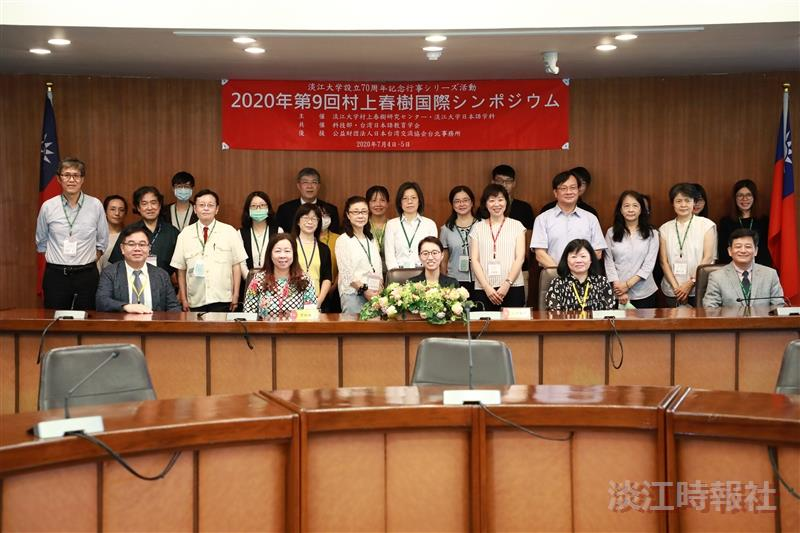 淡江大学設立70周年記念行事シリーズ活動
2020年第9回村上春樹国際シンポジウム
主 催 淡江大学村上春樹研究センター・淡江大学日本語学科
共 催 科技部・台湾日本語教育学会
後 援 公益財団法人日本台湾交流協会台北事務所
2020年7月4日-5日
淡江時報社